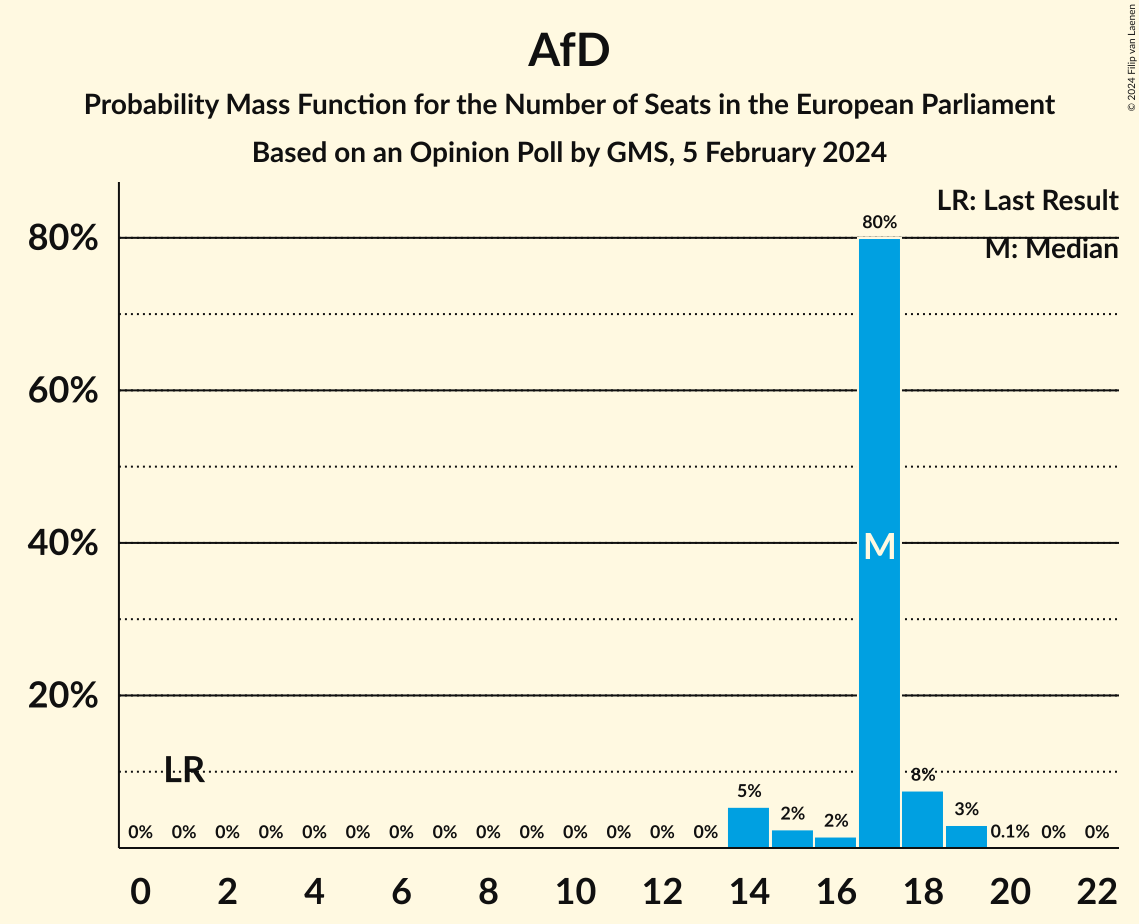 AfD
Probability Mass Function for the Number of Seats in the European Parliament
Based on an Opinion Poll by GMS, 5 February 2024
© 2024 Filip van Laenen
LR: Last Result
M: Median
80%
60%
40%
20%
LR
M
0% 0% 0% 0% 0% 0% 0% 0% 0% 0% 0% 0% 0% 0% 5% 2% 2% 80% 8% 3% 0.1% 0% 0%
0 2 4 6 8 10 12 14 16 18 20 22